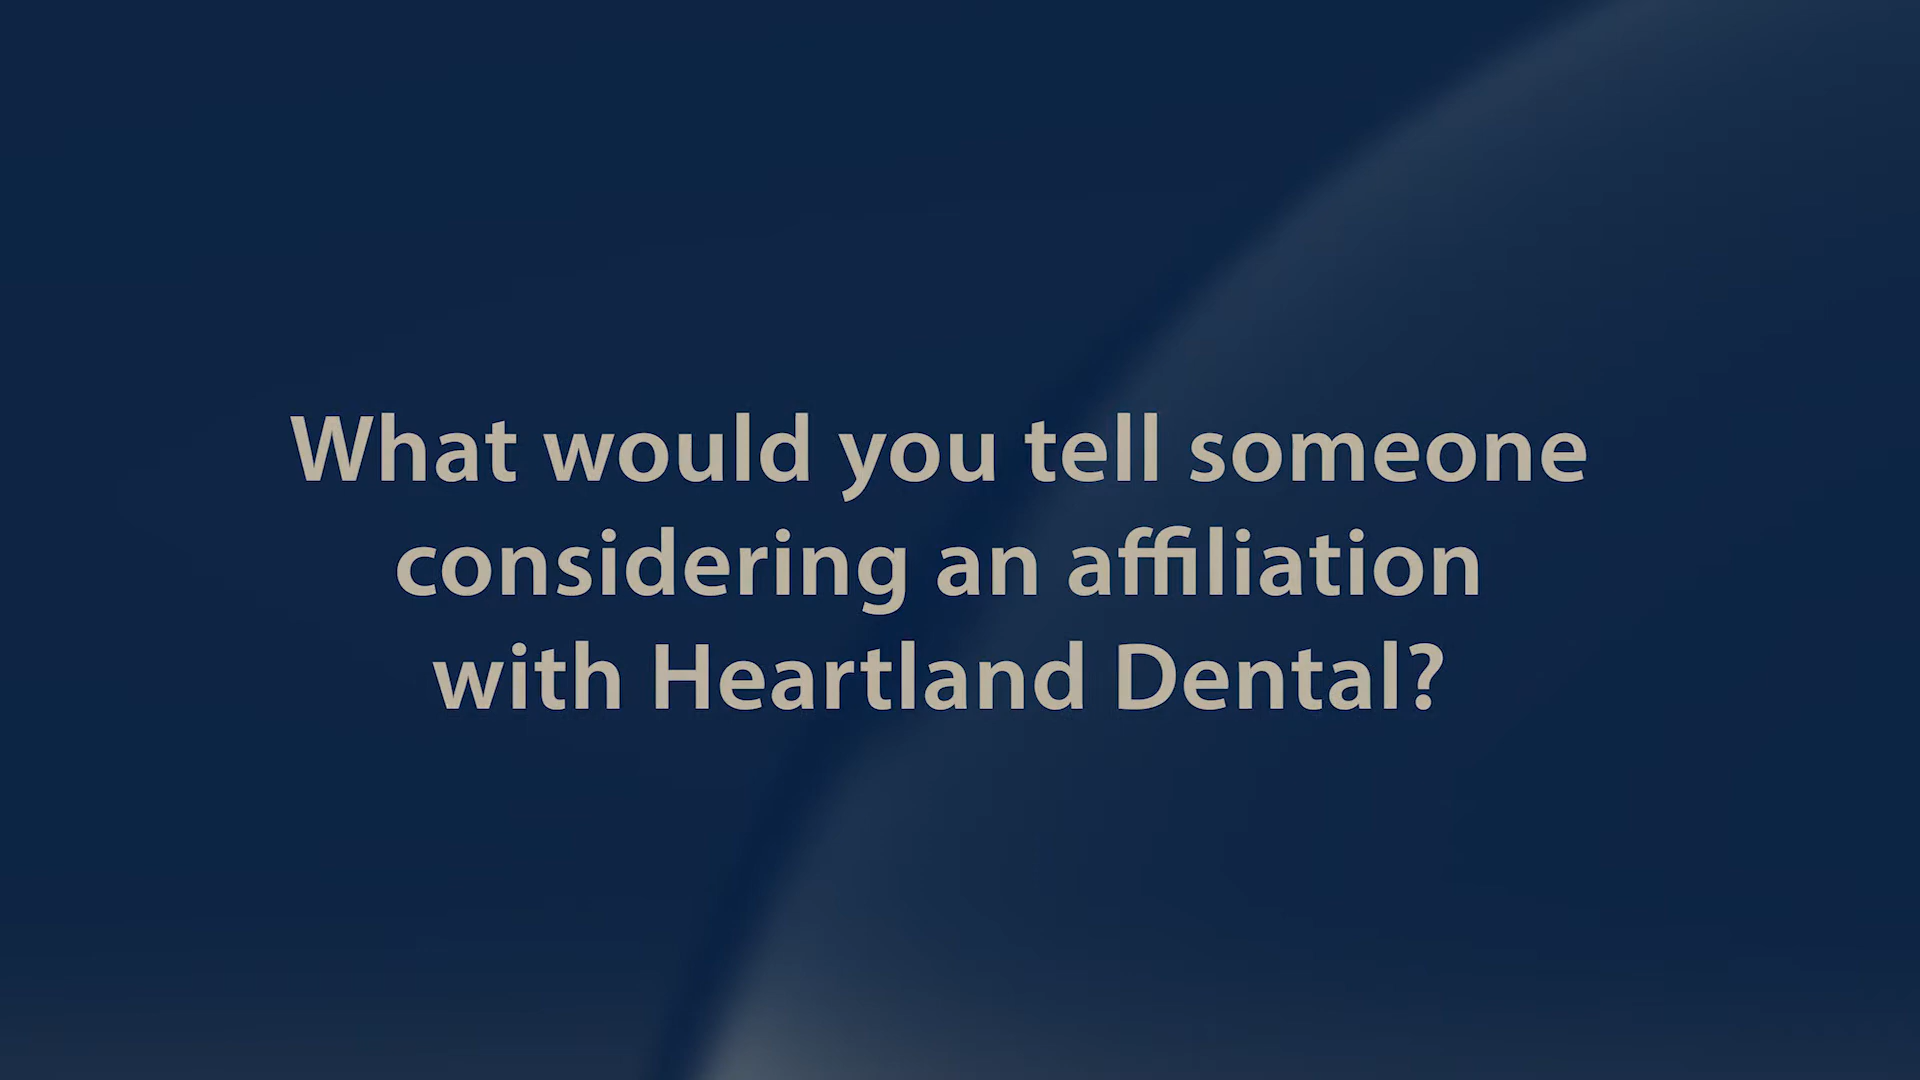 What would you tell someone
considering an affiliation
with Heartland Dental?